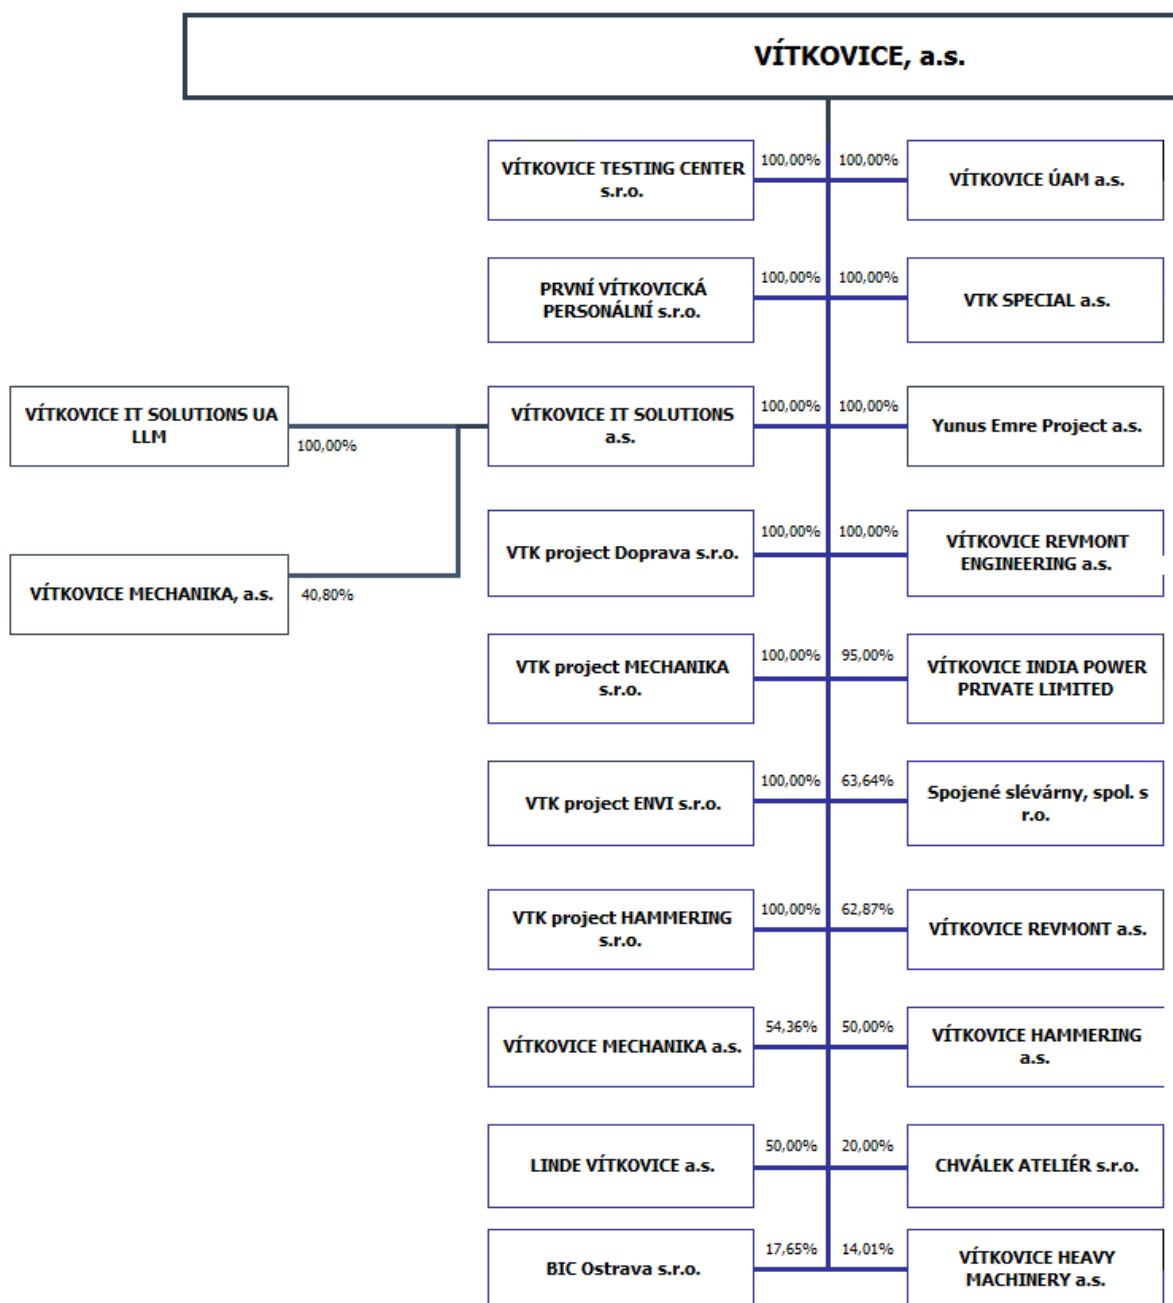 VÍTKOVICE, a.s.
VÍTKOVICE TESTING CENTER
s.r.o.
100,00%
100,00%
VÍTKOVICE ÚAM a.s.
PRVNÍ VÍTKOVICKÁ
PERSONÁLNÍ s.r.o.
100,00%
100,00%
VTK SPECIAL a.s.
VÍTKOVICE IT SOLUTIONS UA
LLM
100,00%
VÍTKOVICE IT SOLUTIONS
a.s.
100,00%
100,00%
Yunus Emre Project a.s.
VÍTKOVICE MECHANIKA, a.s.
40,80%
VTK project Doprava s.r.o.
100,00%
100,00%
VÍTKOVICE REVMONT
ENGINEERING a.s.
VTK project MECHANIKA
s.r.o.
100,00%
95,00%
VÍTKOVICE INDIA POWER
PRIVATE LIMITED
VTK project ENVI s.r.o.
100,00%
63,64%
Spojené slévárny, spol. s
r.o.
VTK project HAMMERING
s.r.o.
100,00%
62,87%
VÍTKOVICE REVMONT a.s.
VÍTKOVICE MECHANIKA a.s.
54,36%
50,00%
VÍTKOVICE HAMMERING
a.s.
LINDE VÍTKOVICE a.s.
50,00%
20,00%
CHVÁLEK ATELIÉR s.r.o.
BIC Ostrava s.r.o.
17,65%
14,01%
VÍTKOVICE HEAVY
MACHINERY a.s.